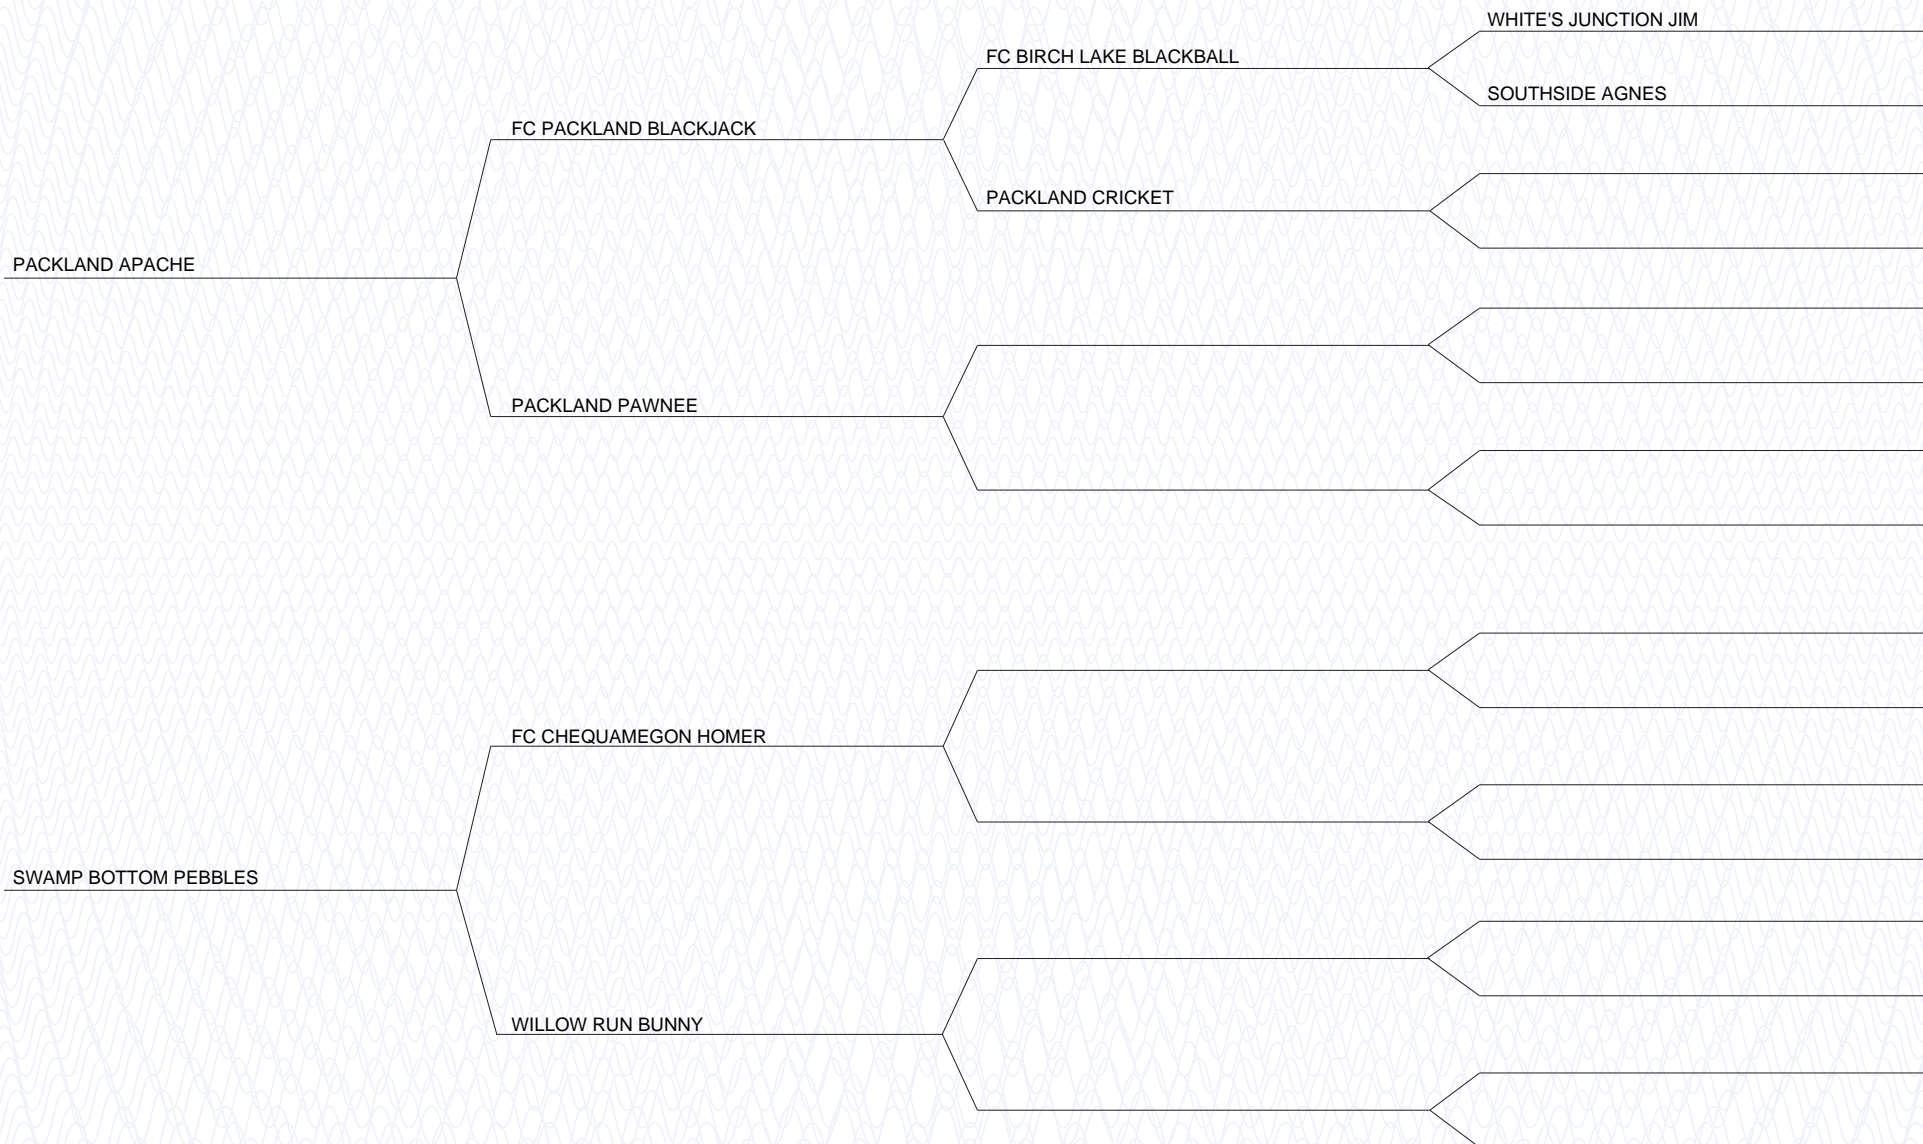 WHITE'S JUNCTION JIM
FC BIRCH LAKE BLACKBALL
SOUTHSIDE AGNES
FC PACKLAND BLACKJACK
PACKLAND CRICKET
PACKLAND APACHE
PACKLAND PAWNEE
FC CHEQUAMEGON HOMER
SWAMP BOTTOM PEBBLES
WILLOW RUN BUNNY